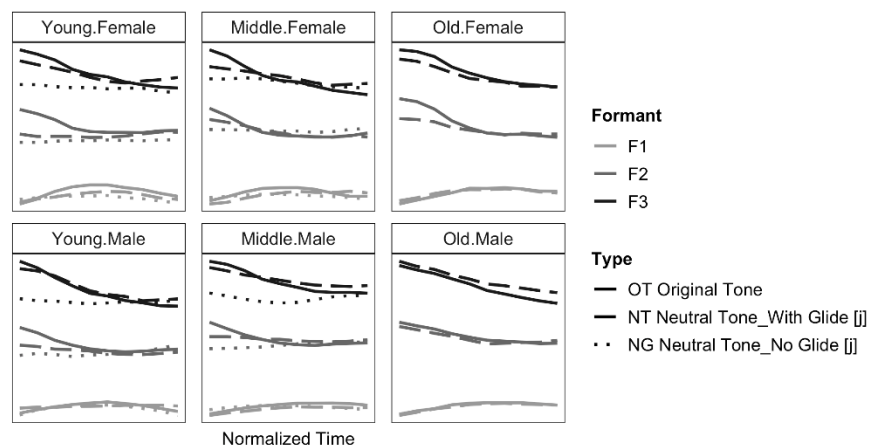 Young.Female
Middle.Female
Old.Female
Young.Male
Middle.Male
Old.Male
Normalized Time
Formant
F1
F2
F3
Type
OT Original Tone
NT Neutral Tone_With Glide [j]
NG Neutral Tone_No Glide [j]